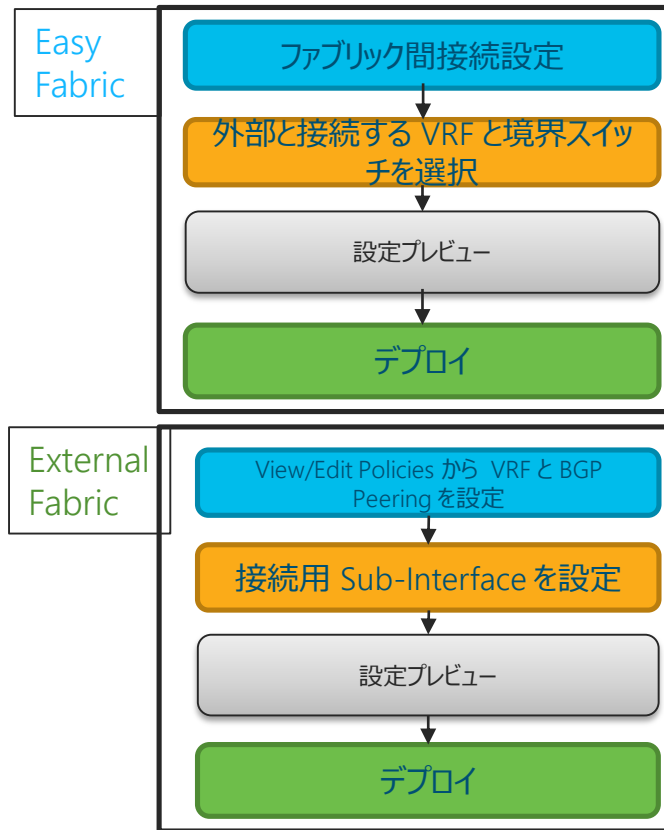 Easy
Fabric
ファブリック間接続設定
外部と接続する VRF と境界スイッ
チを選択
設定プレビュー
デプロイ
External
Fabric
View/Edit Policies から VRF と BGP
Peering を設定
接続用 Sub-Interface を設定
設定プレビュー
デプロイ